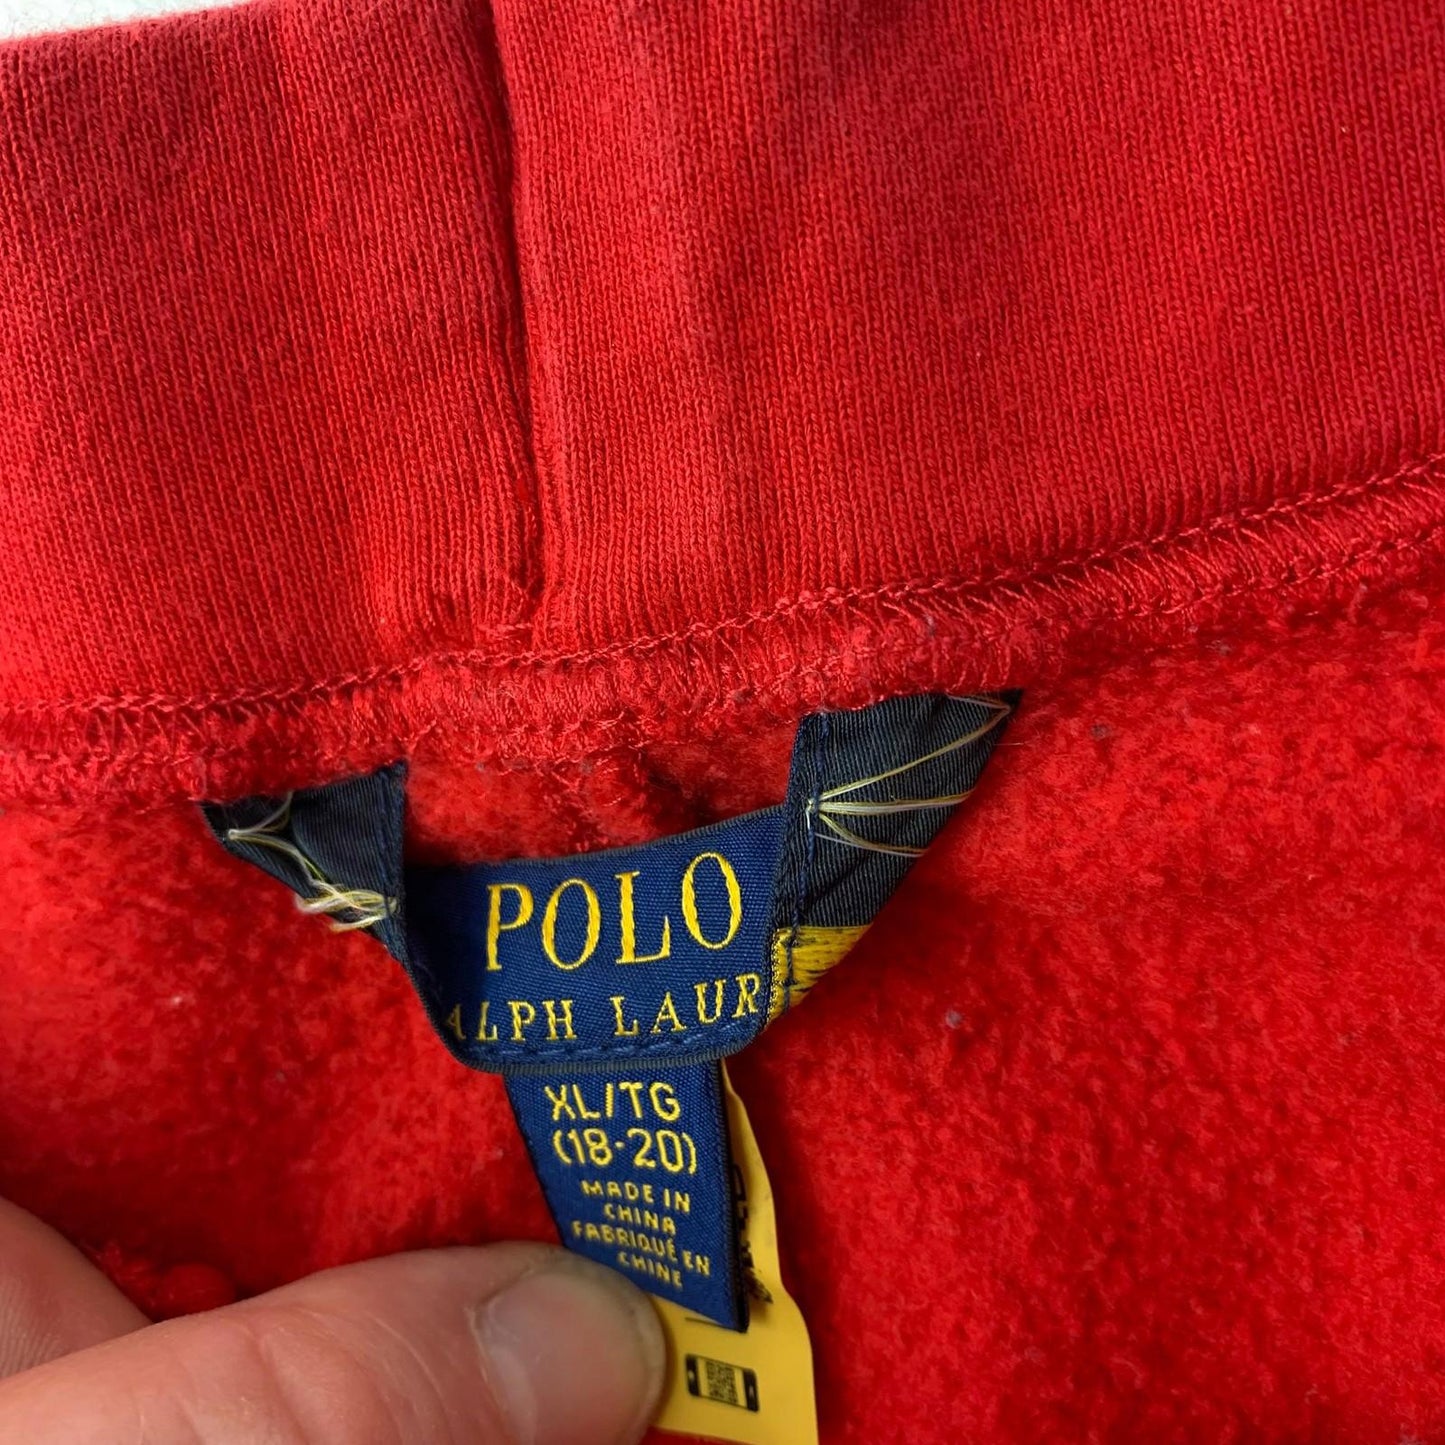 POLO
ALPH LAUR
XL/TG
(18-20)
MADE IN
CHINA
FABRIQUÉ EN
CHINE